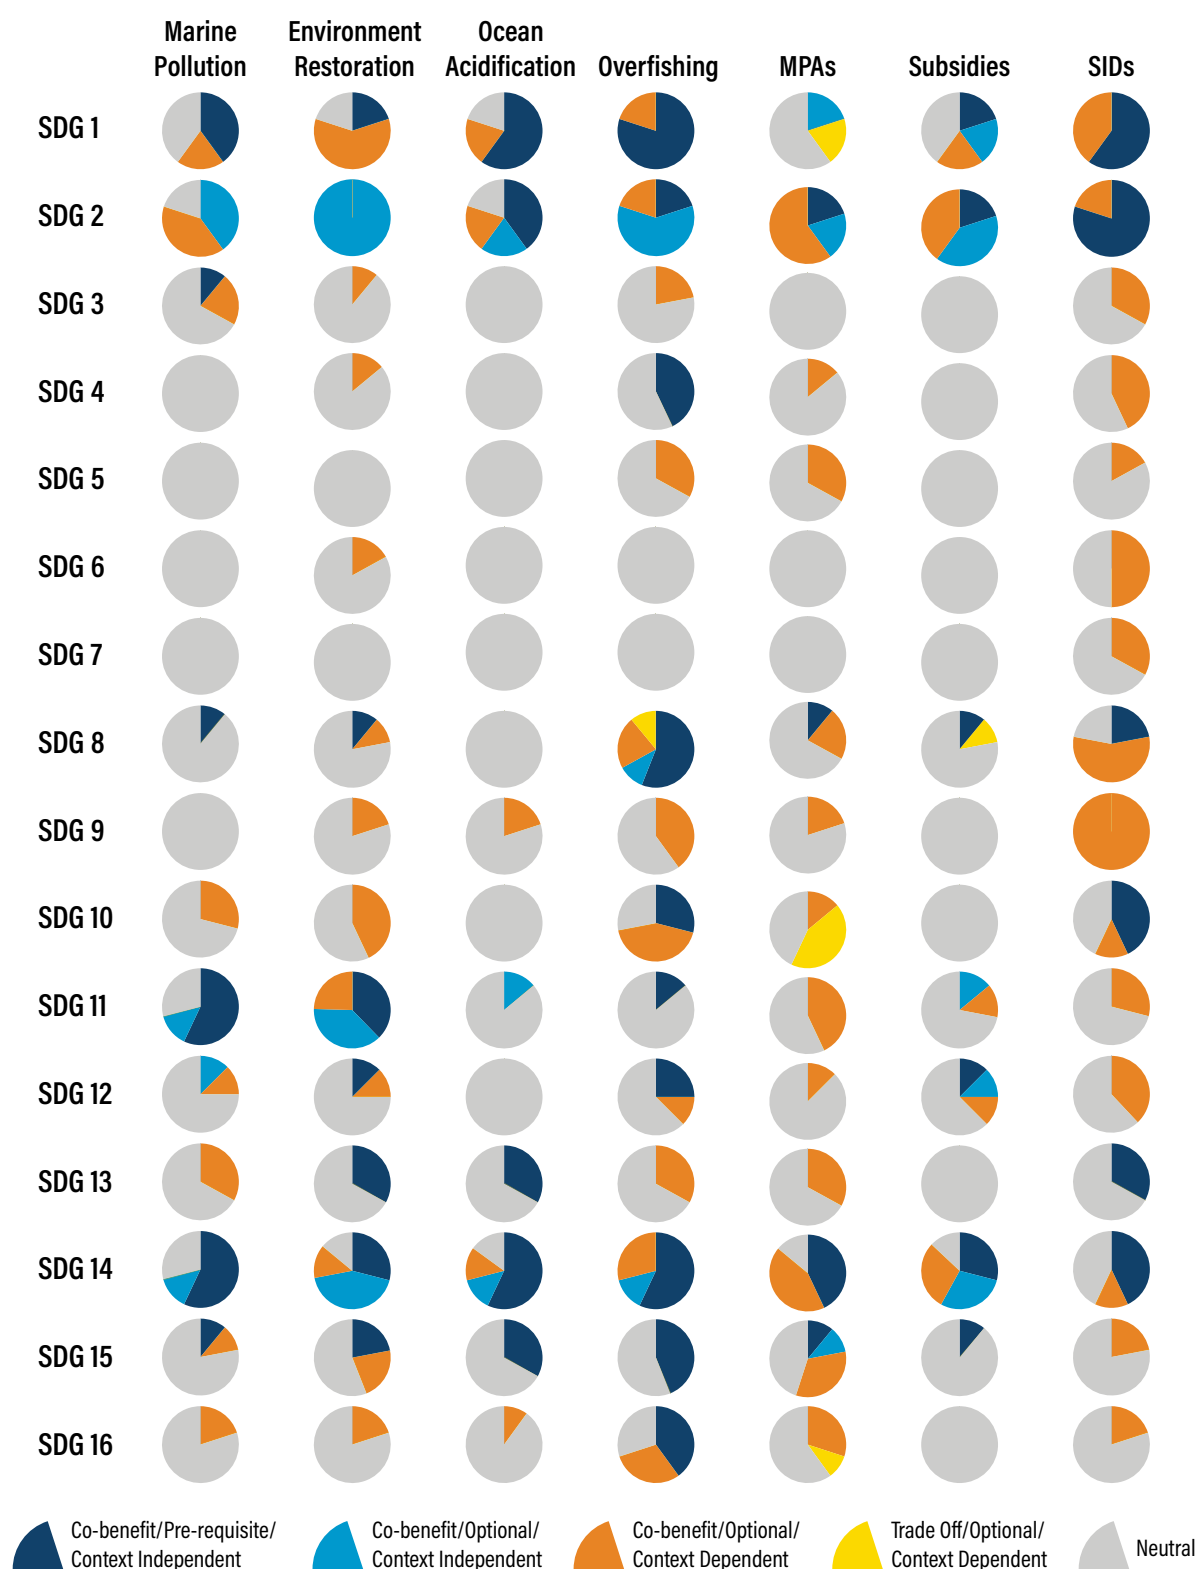 Marine
Pollution
Environment
Restoration
Ocean
Acidification
Overfishing
MPAs
Subsidies
SIDs
SDG 1
SDG 2
SDG 3
SDG 4
SDG 5
SDG 6
SDG 7
SDG 8
SDG 9
SDG 10
SDG 11
SDG 12
SDG 13
SDG 14
SDG 15
SDG 16
Co-benefit/Pre-requisite/
Context Independent
Co-benefit/Optional/
Context Independent
Co-benefit/Optional/
Context Dependent
Trade Off/Optional/
Context Dependent
Neutral